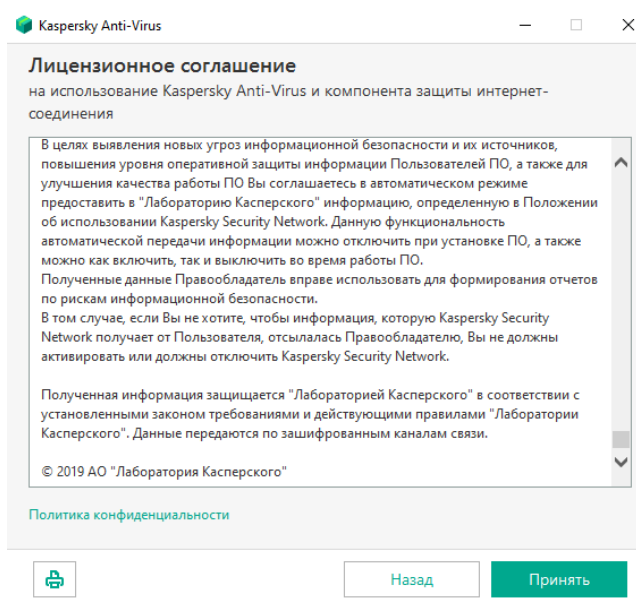 Kaspersky Anti-Virus
Лицензионное соглашение
на использование Kaspersky Anti-Virus и компонента защиты интернет-
соединения
В целях выявления новых угроз информационной безопасности и их источников,
повышения уровня оперативной защиты информации Пользователей ПО, а также для
улучшения качества работы ПО Вы соглашаетесь в автоматическом режиме
предоставить в "Лабораторию Касперского" информацию, определенную в Положении
об использовании Kaspersky Security Network. Данную функциональность
автоматической передачи информации можно отключить при установке ПО, а также
можно как включить, так и выключить во время работы ПО.
Полученные данные Правообладатель вправе использовать для формирования отчетов
по рискам информационной безопасности.
В том случае, если Вы не хотите, чтобы информация, которую Kaspersky Security
Network получает от Пользователя, отсылалась Правообладателю, Вы не должны
активировать или должны отключить Kaspersky Security Network.
Полученная информация защищается "Лабораторией Касперского" в соответствии с
установленными законом требованиями и действующими правилами "Лаборатории
Касперского". Данные передаются по зашифрованным каналам связи.
© 2019 АО "Лаборатория Касперского"
Политика конфиденциальности
Назад
Принять